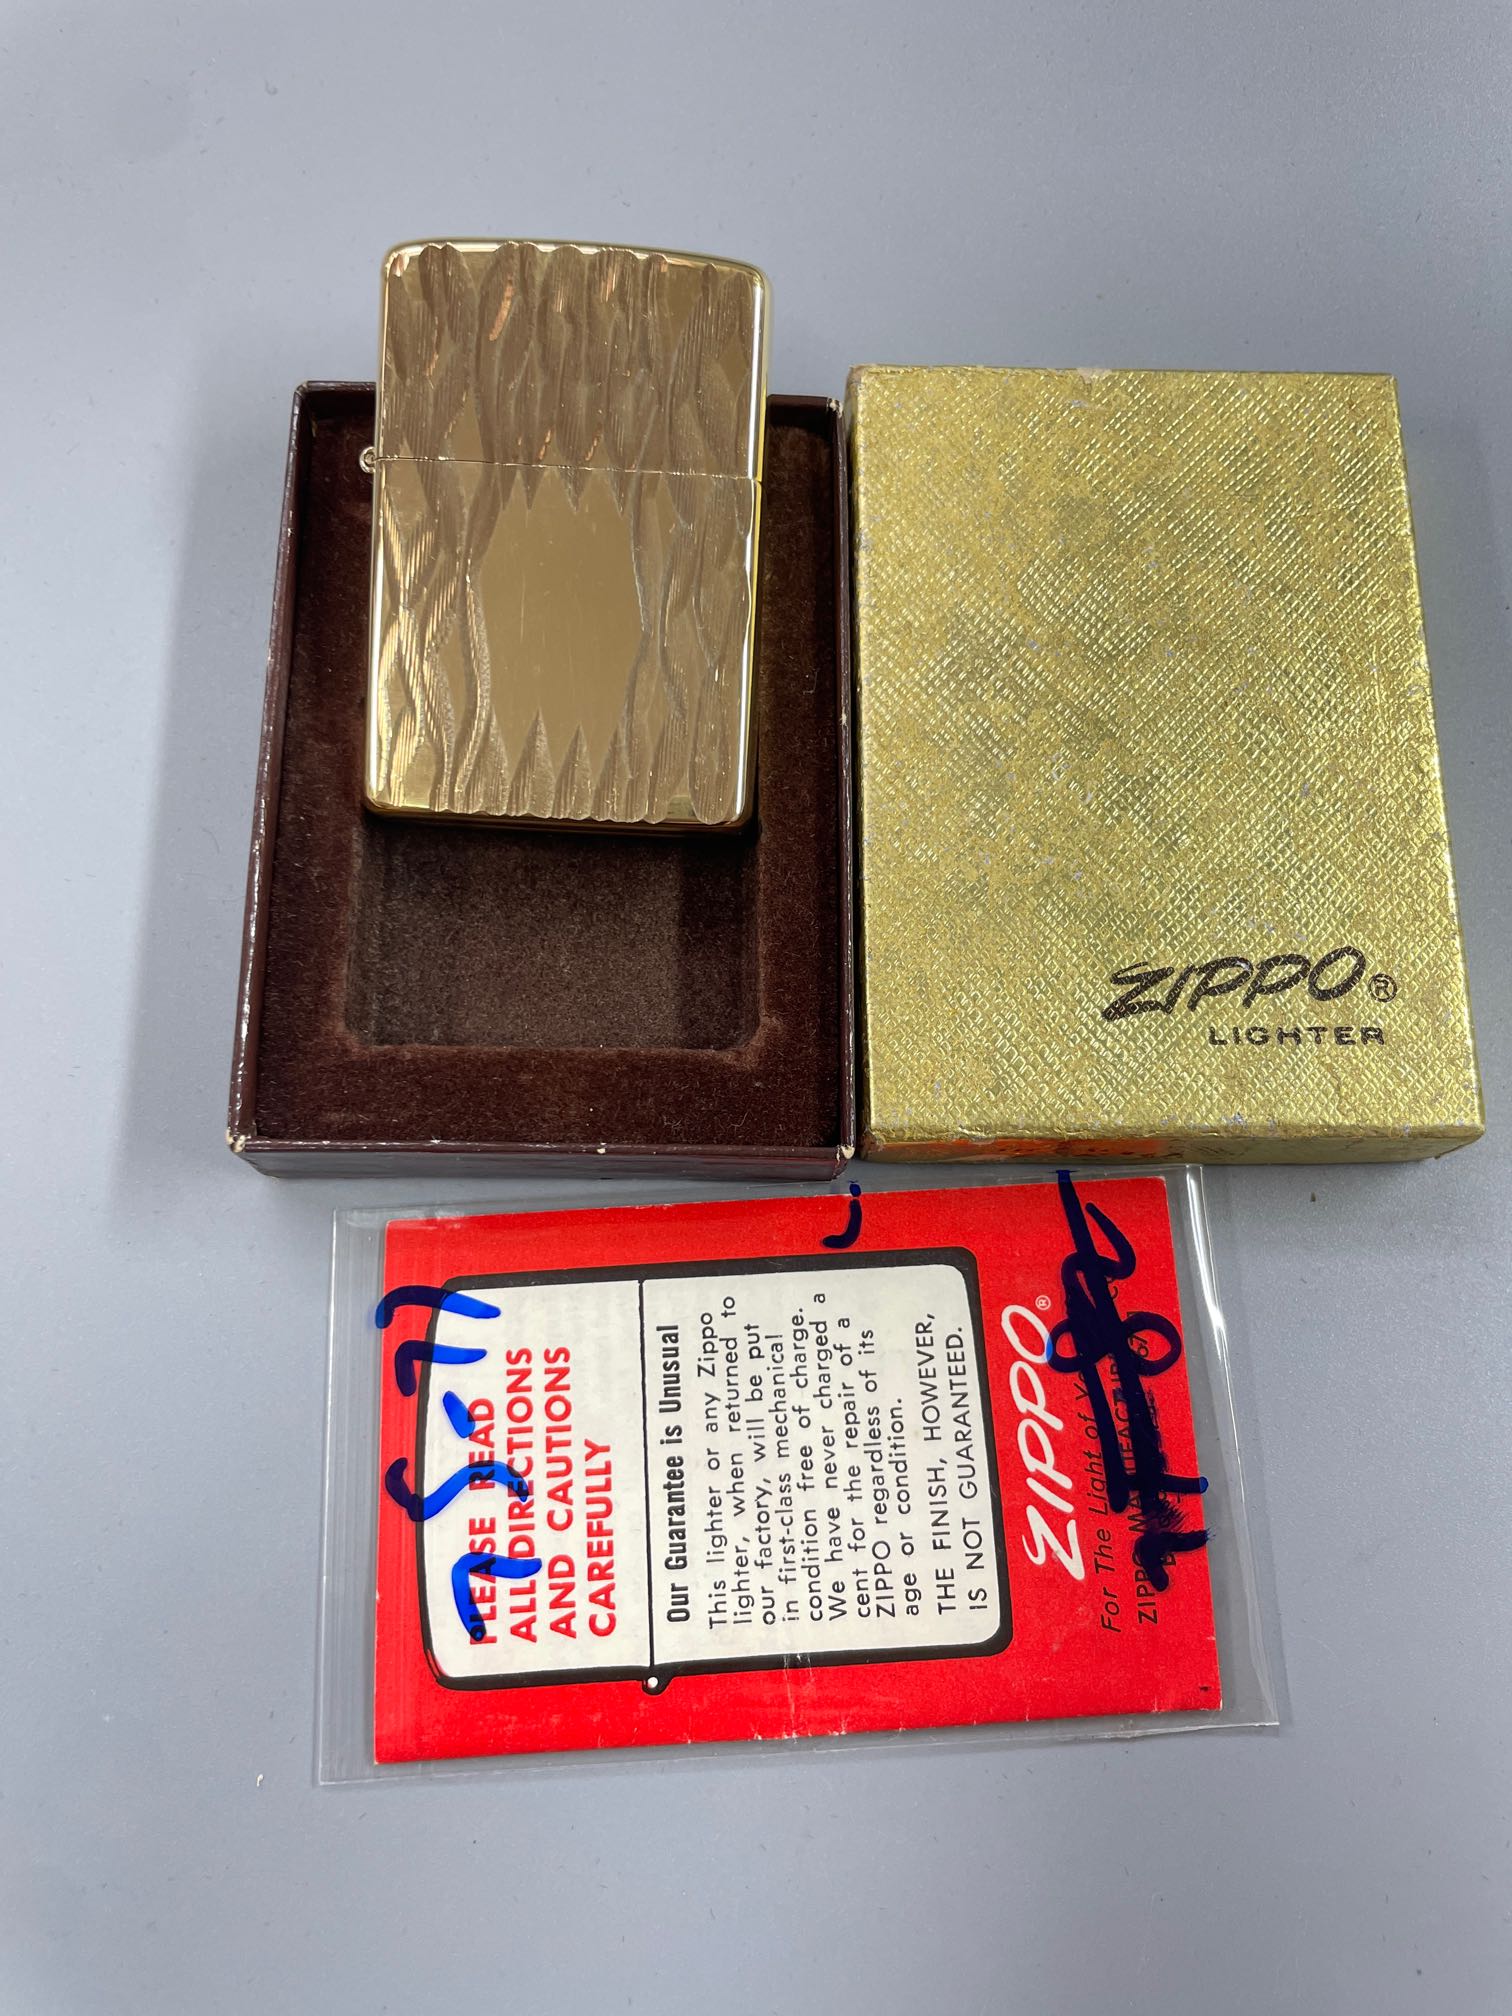 ZIPPO®
LIGHTER
PLEASE READ
ALL DIRECTIONS
AND CAUTIONS
CAREFULLY
Our Guarantee is Unusual
This lighter or any Zippo
lighter, when returned to
our factory, will be put
in first-class mechanical
condition free of charge.
We have never charged a
cent for the repair of a
ZIPPO regardless of its
age or condition.
THE FINISH, HOWEVER,
IS NOT GUARANTEED.
ZIPPO®
For The Light of